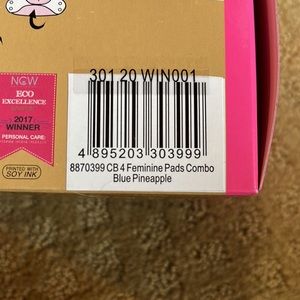 NCW
ECO
EXCELLENCE
2017
WINNER
PERSONAL CARE
PRINTED WITH
SOY INK
301 20 WIN001
4 895203 303999
8870399 CB 4 Feminine Pads Combo
Blue Pineapple